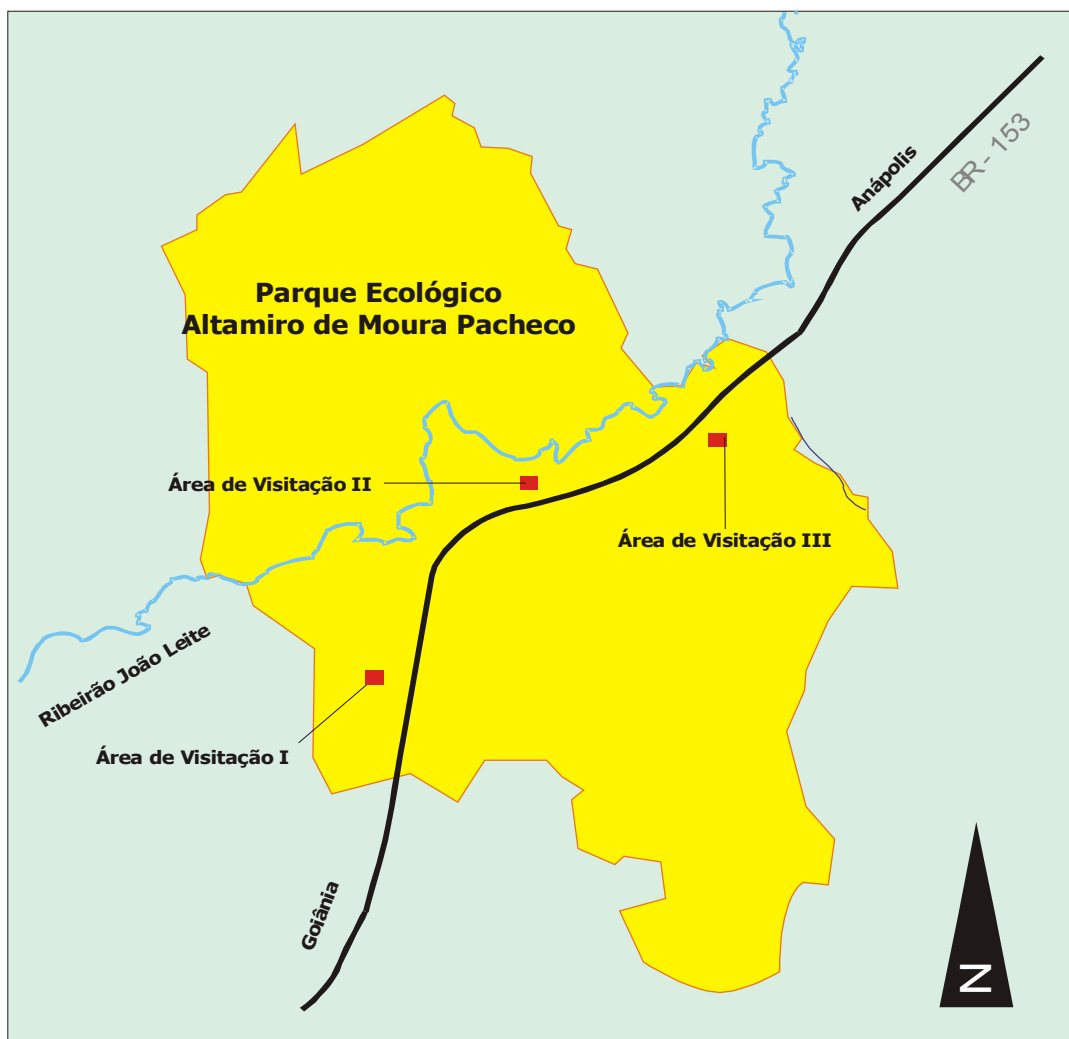 BR - 153
Anápolis
Parque Ecológico
Altamiro de Moura Pacheco
Área de Visitação II
Área de Visitação III
Ribeirão João Leite
Área de Visitação I
Goiânia
N